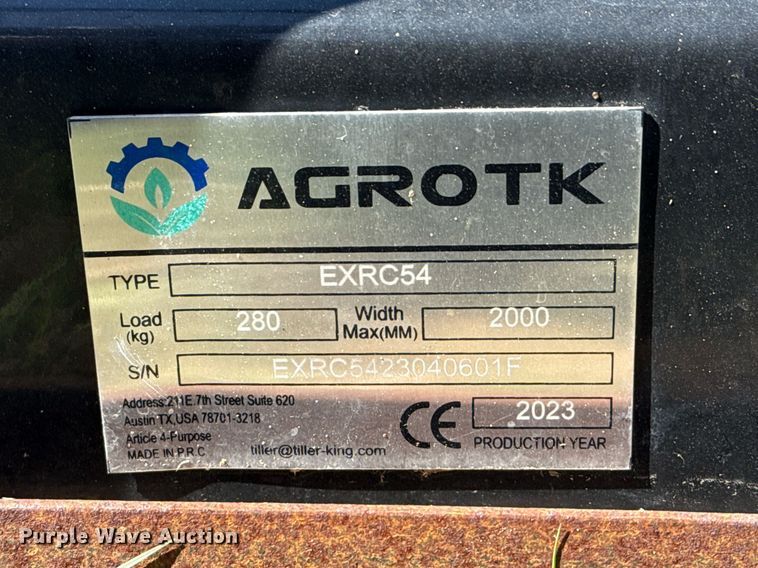 AGROTK
TYPE EXRC54
Load (kg) 280 Width Max(MM) 2000
S/N EXRC5423040601F
Address:211E.7th Street Suite 620
Austin TX,USA 78701-3218
Article 4-Purpose
MADE IN P.R.C
tiller@tiller-king.com
CE 2023
PRODUCTION YEAR
Purple Wave Auction